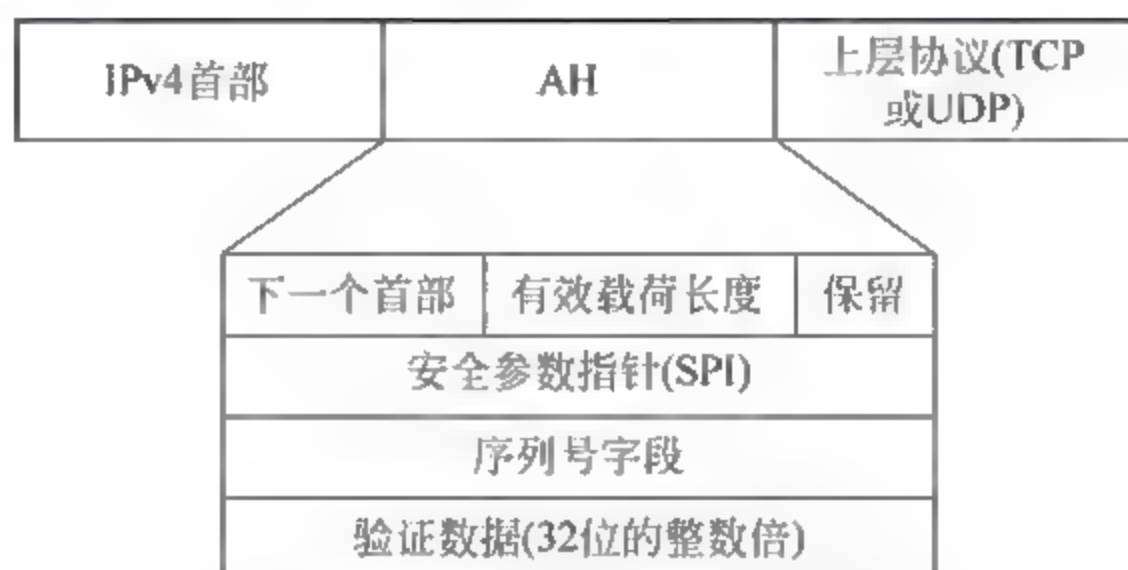 IPv4首部
AH
上层协议(TCP
或UDP)
下一个首部
有效载荷长度
保留
安全参数指针(SPI)
序列号字段
验证数据(32位的整数倍)